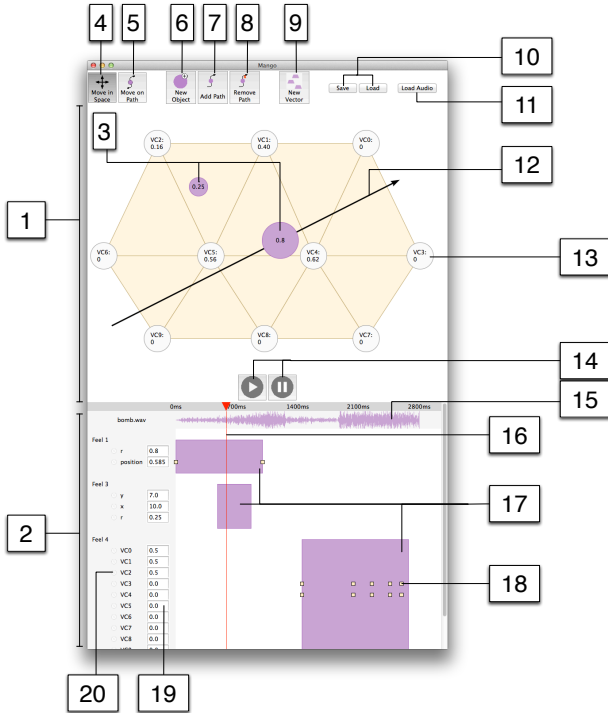 4
5
6
7
8
9
10
11
Mango
Move in Space
Move on Path
New Object
Add Path
Remove Path
New Vector
Save
Load
Load Audio
3
12
1
13
VC2:
0.16
VC1:
0.40
VC0:
0
0.25
0.8
VC6:
0
VC5:
0.56
VC4:
0.62
VC3:
0
VC9:
0
VC8:
0
VC7:
0
14
15
0ms
700ms
1400ms
2100ms
2800ms
bomb.wav
16
Feel 1
r 0.8
position 0.585
Feel 3
y 7.0
x 10.0
r 0.25
17
2
Feel 4
VC0 0.5
VC1 0.5
VC2 0.5
VC3 0.0
VC4 0.0
VC5 0.0
VC6 0.0
VC7 0.0
VC8 0.0
18
20
19